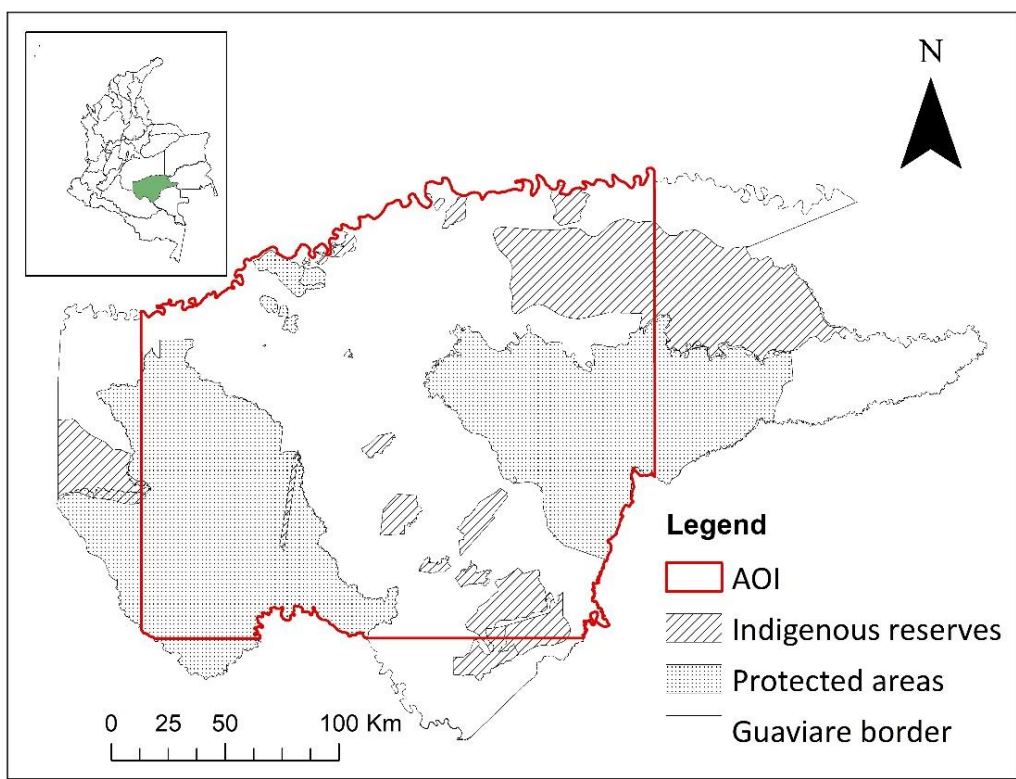 N
Legend
AOI
Indigenous reserves
Protected areas
Guaviare border
0 25 50 100 Km